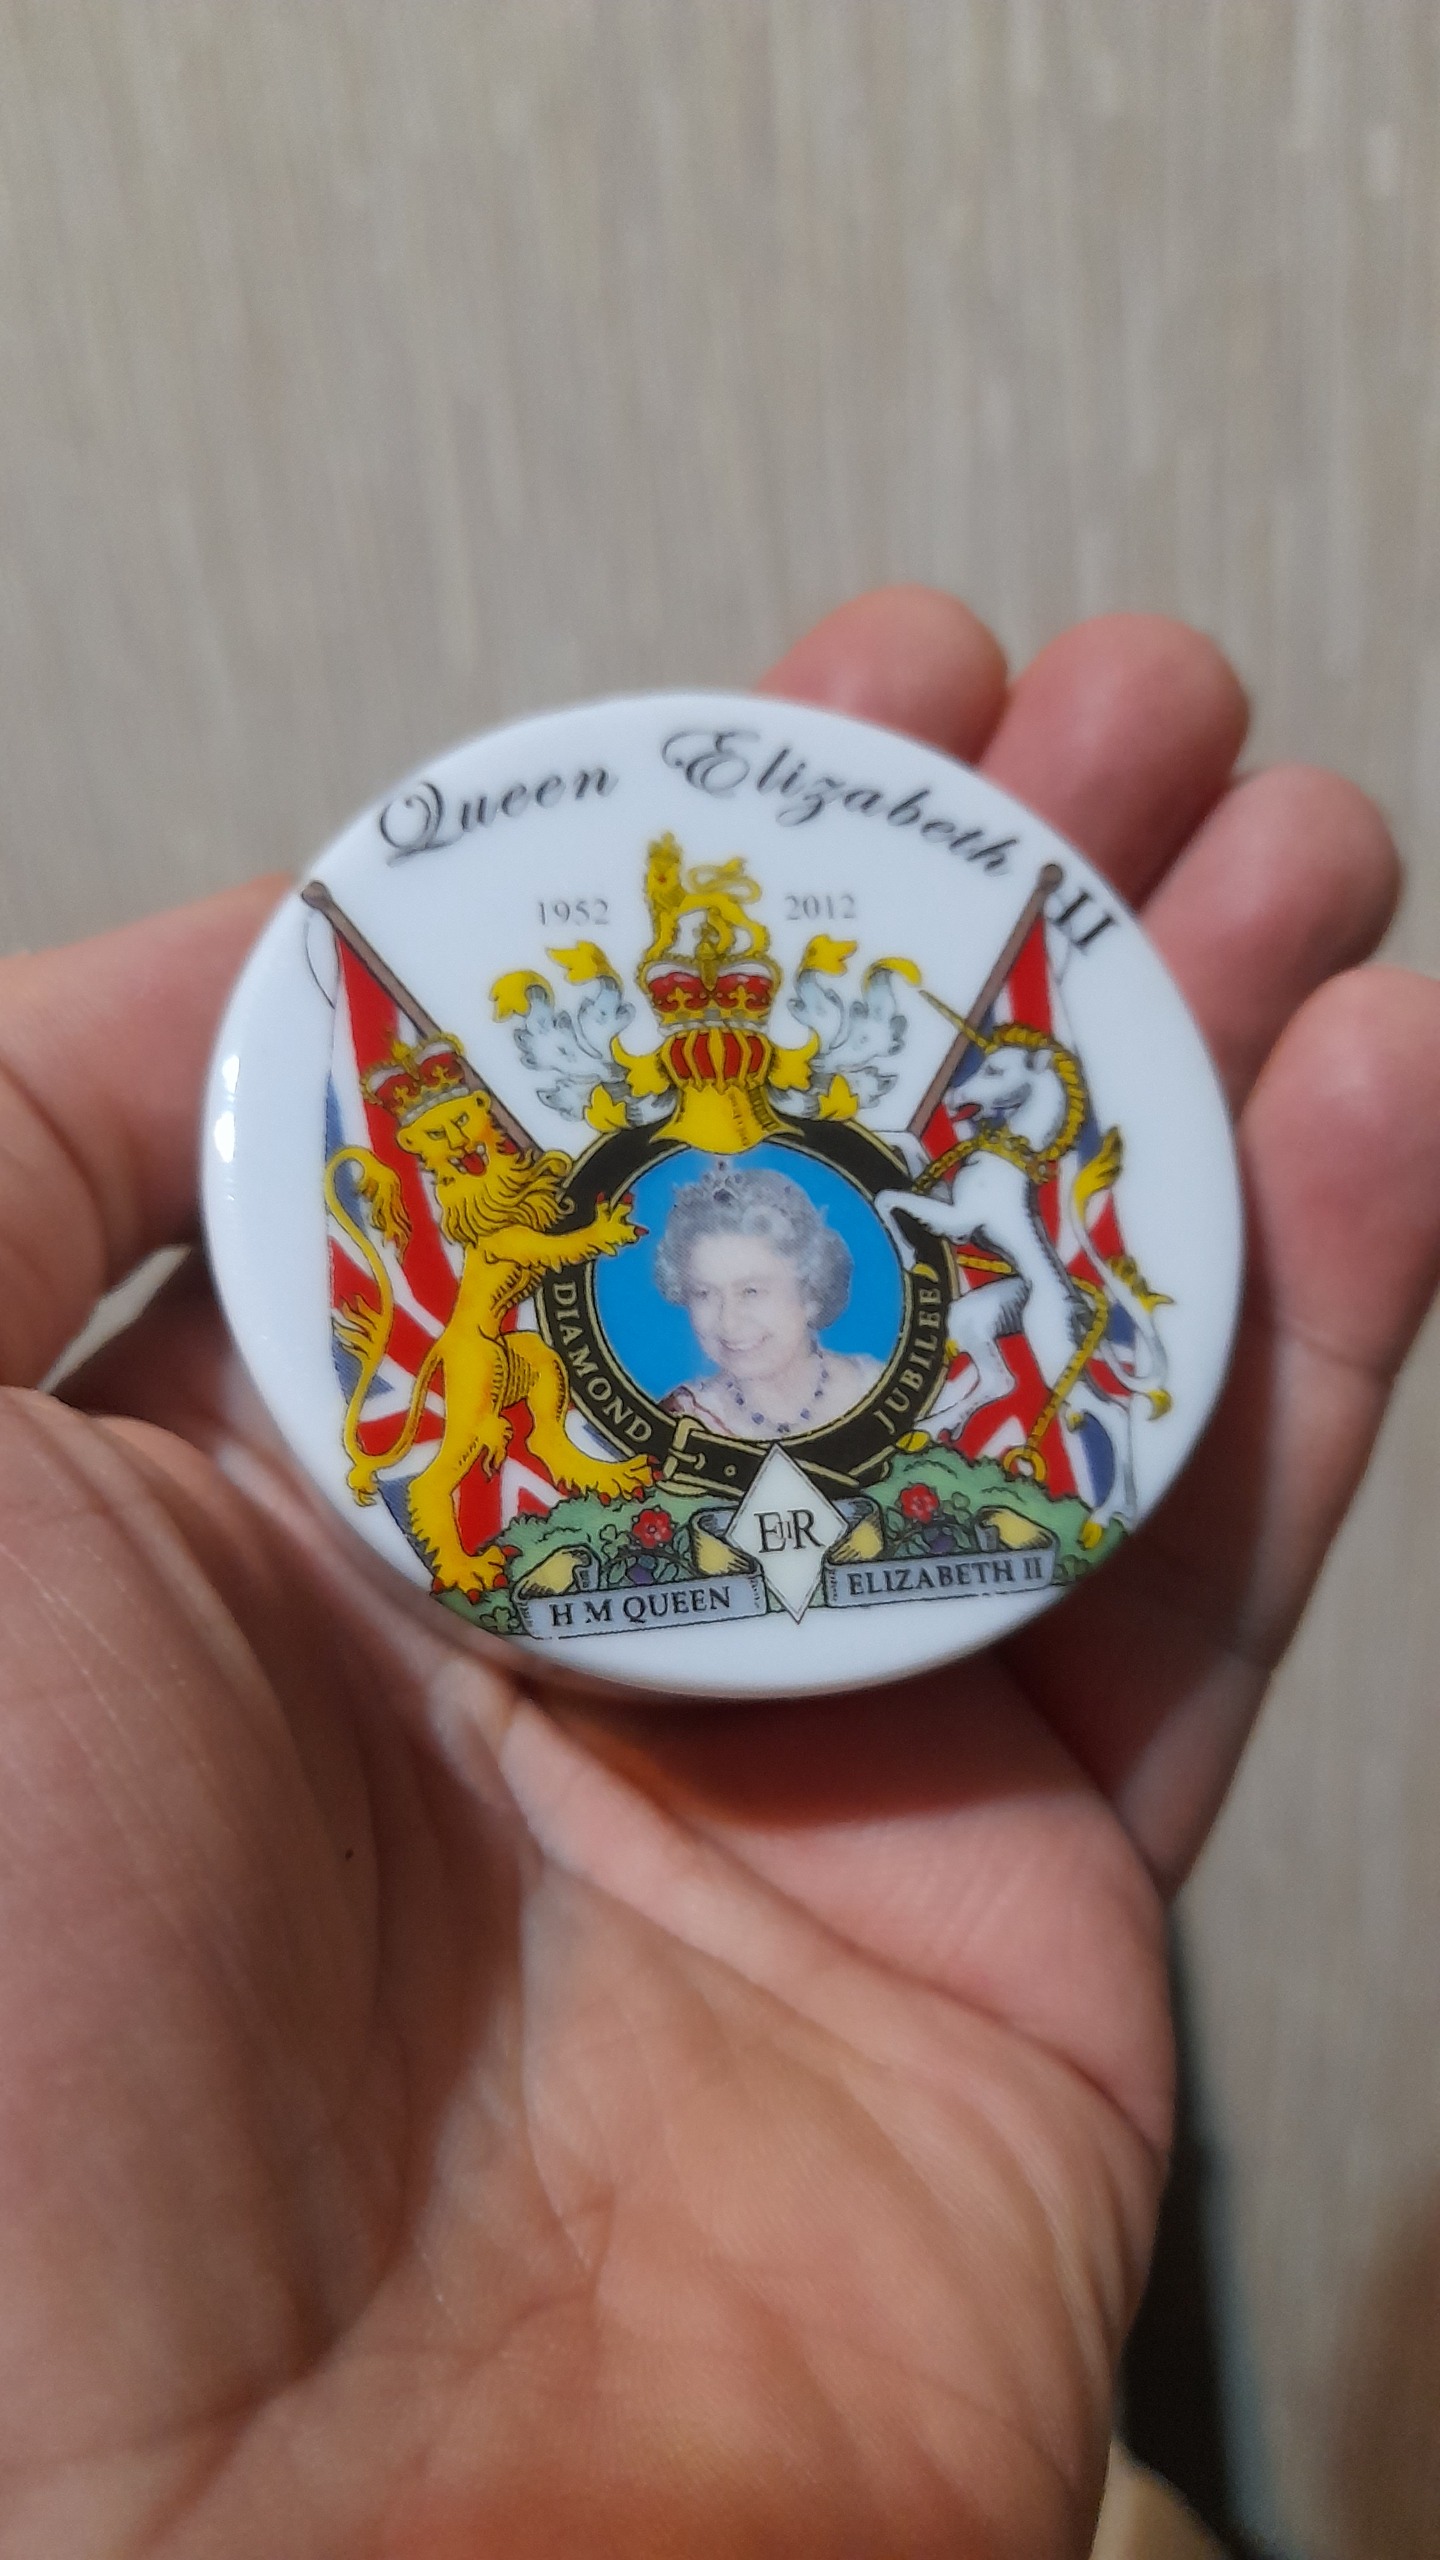 Queen Elizabeth II
1952 2012
DIAMOND JUBILEE
EIIR
H M QUEEN ELIZABETH II